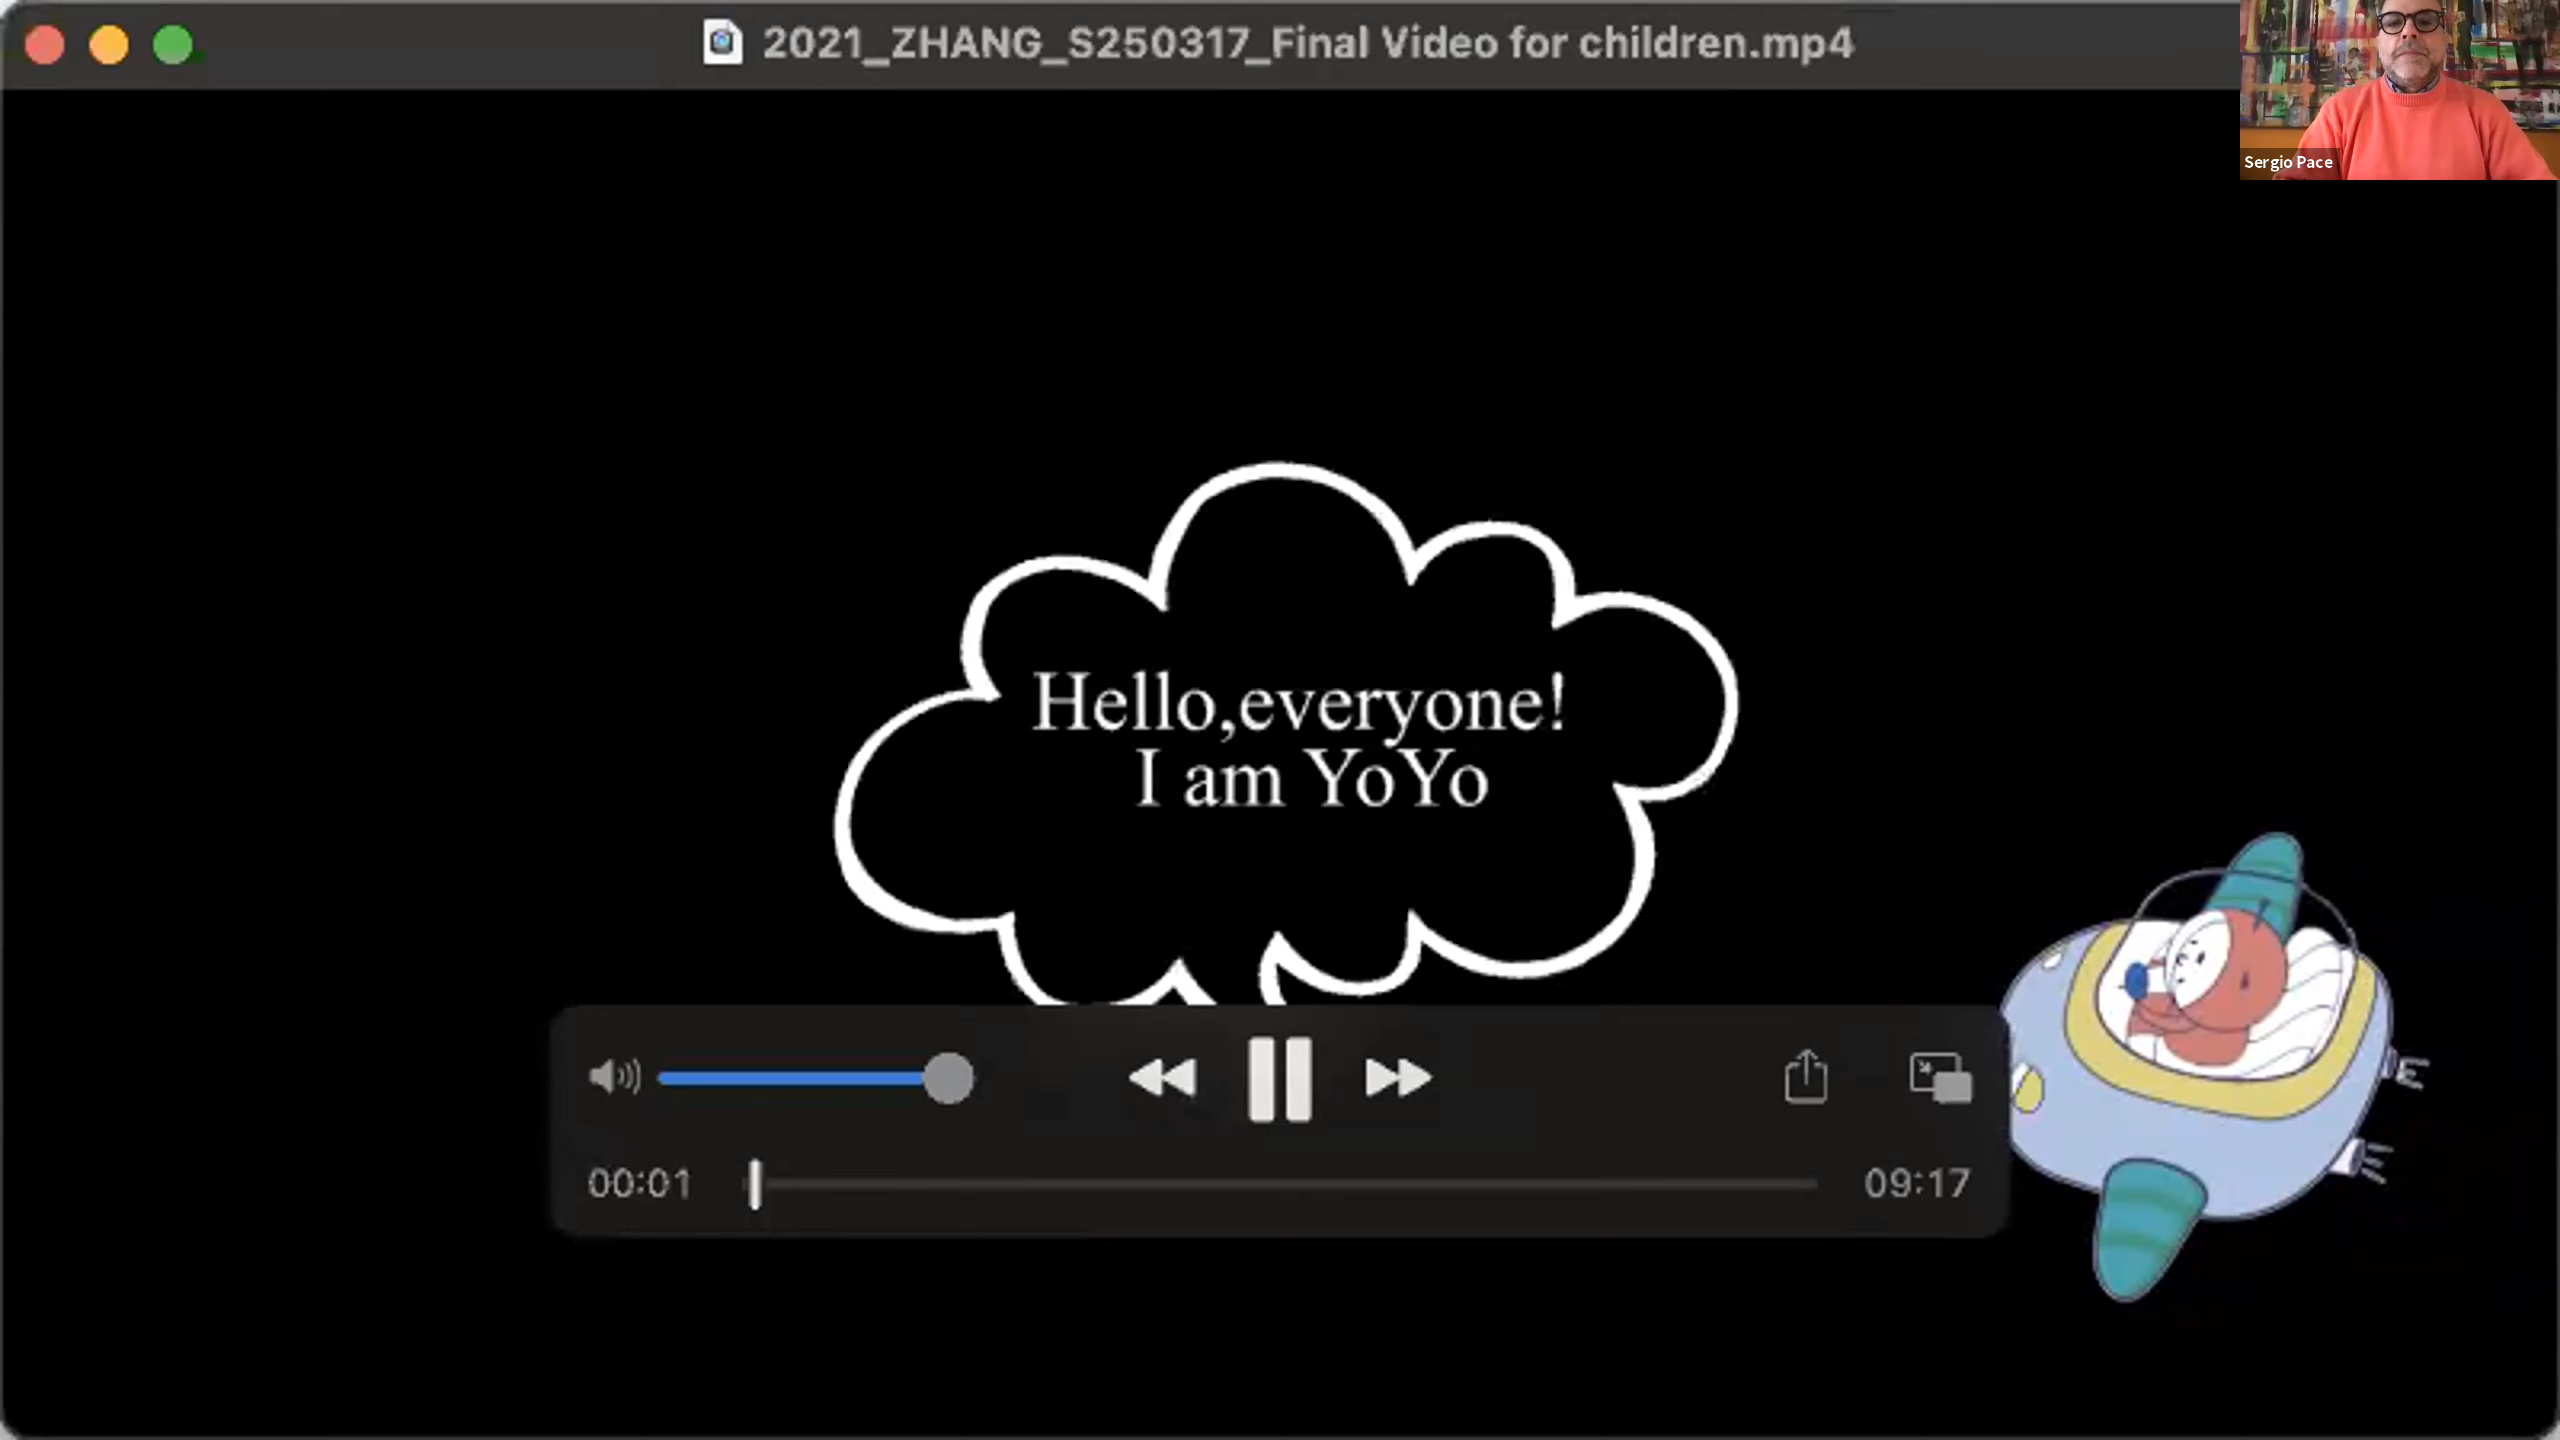 2021_ZHANG_S250317_Final Video for children.mp4
Sergio Pace
Hello,everyone!
I am YoYo
00:01
09:17